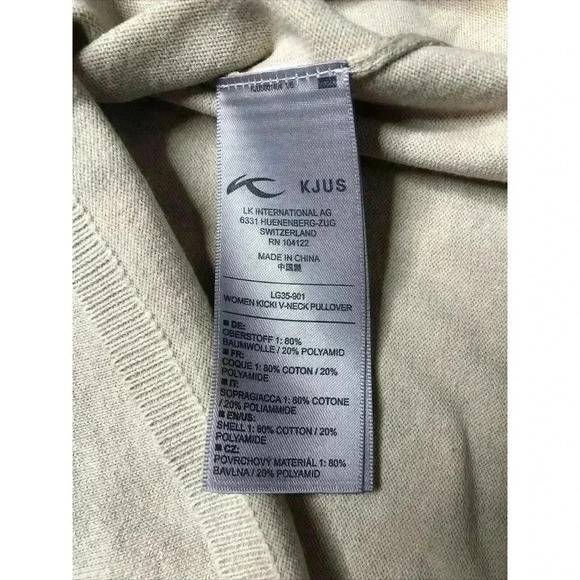 KJUS
LK INTERNATIONAL AG
6331 HUENENBERG-ZUG
SWITZERLAND
RN 104122
MADE IN CHINA
中国製
LG35-901
WOMEN KICKI V-NECK PULLOVER
■ DE:
OBERSTOFF 1: 80%
BAUMWOLLE / 20% POLYAMID
■ FR:
COQUE 1: 80% COTON / 20%
POLYAMIDE
■ IT:
SOPRAGIACCA 1: 80% COTONE
/ 20% POLIAMMIDE
■ EN/US:
SHELL 1: 80% COTTON / 20%
POLYAMIDE
■ CZ:
POVRCHOVÝ MATERIÁL 1: 80%
BAVLNA / 20% POLYAMID